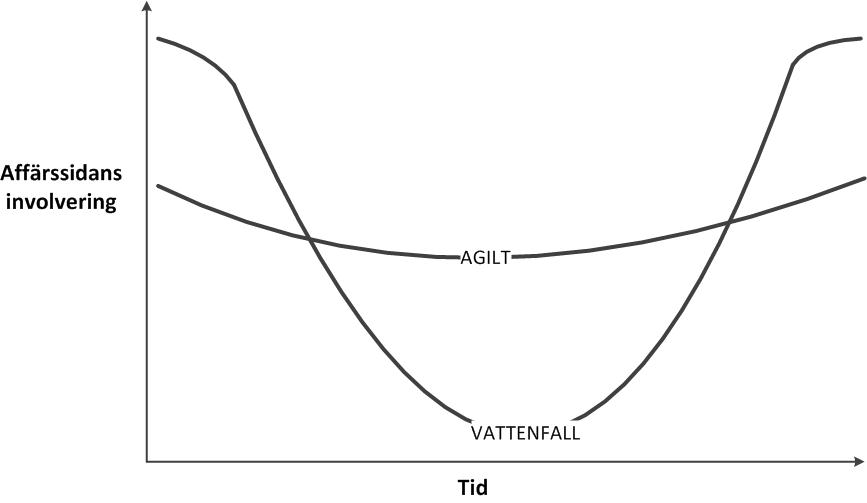 Affärssidans
involvering
AGILT
VATTENFALL
Tid